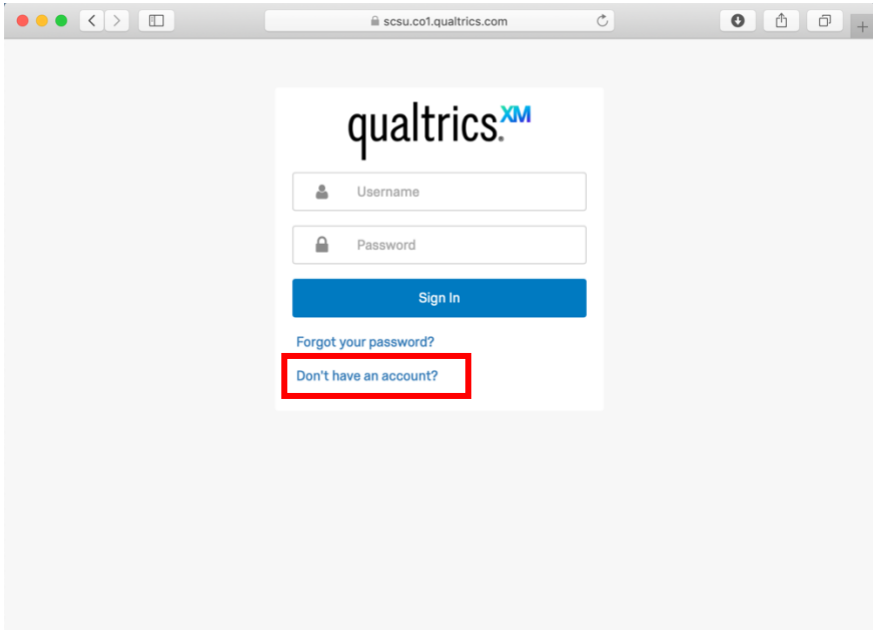 scsu.co1.qualtrics.com
qualtrics.XM
Username
Password
Sign In
Forgot your password?
Don't have an account?